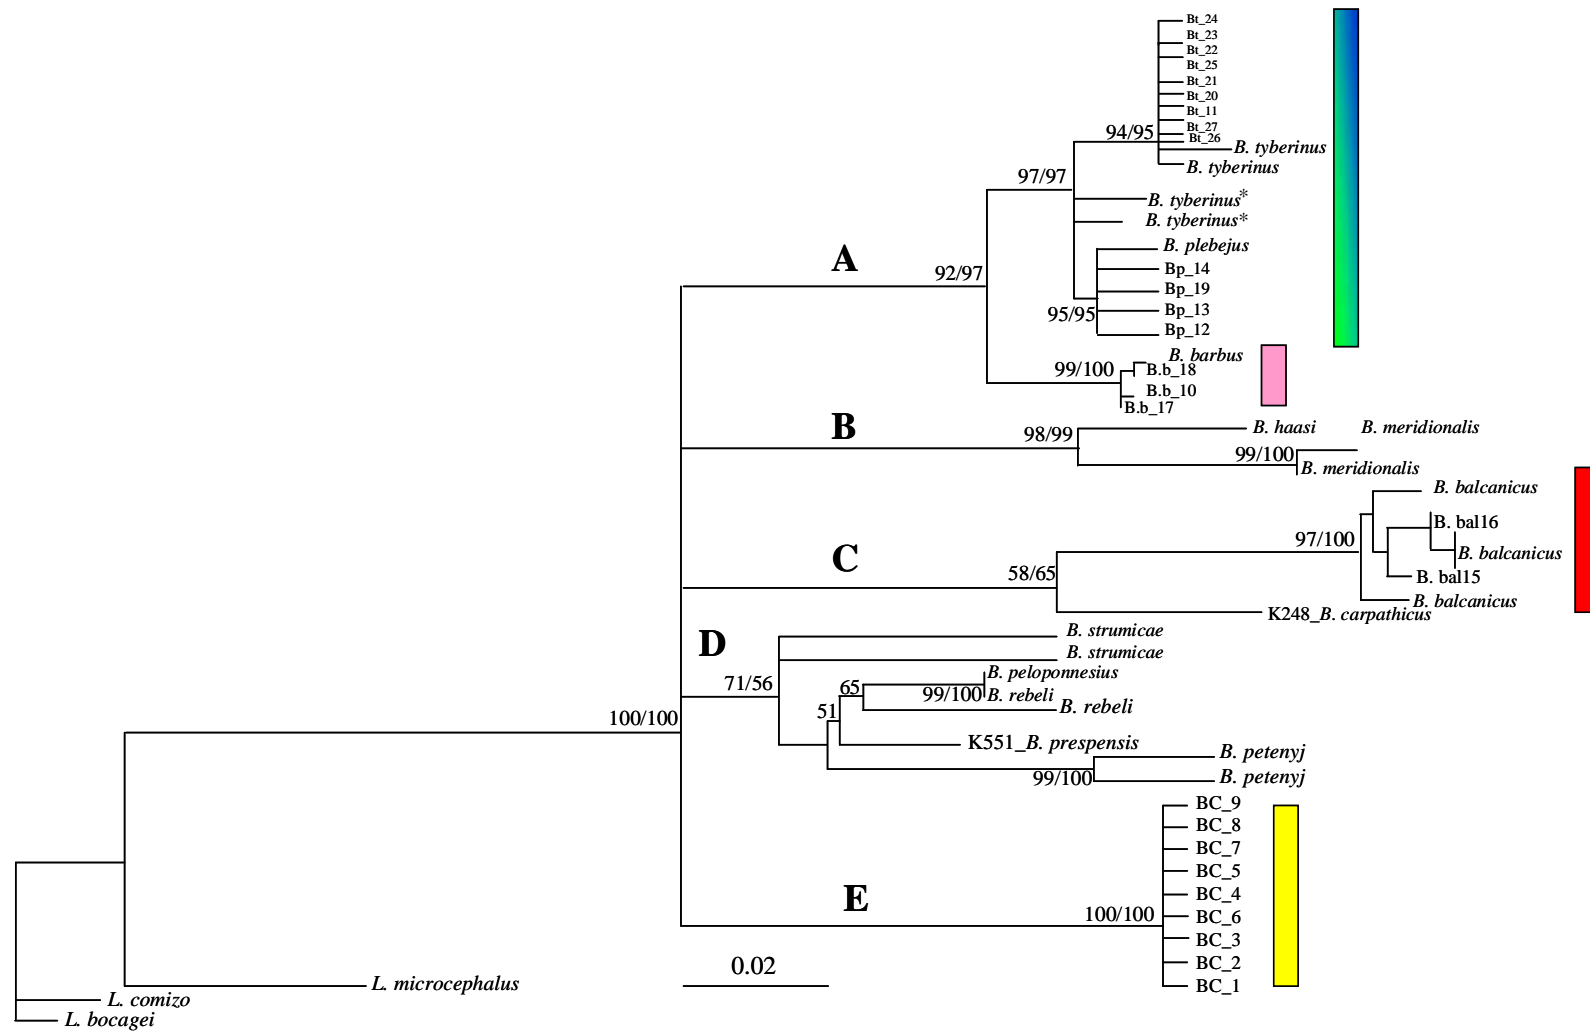 Bt_24
Bt_23
Bt_22
Bt_25
Bt_21
Bt_20
Bt_11
Bt_27
Bt_26
94/95
B. tyberinus
B. tyberinus
97/97
B. tyberinus*
B. tyberinus*
B. plebejus
A
92/97
Bp_14
Bp_19
Bp_13
95/95
Bp_12
B. barbus
99/100
B.b_18
B.b_10
B.b_17
B
98/99
B. haasi
B. meridionalis
99/100
B. meridionalis
B. balcanicus
B. bal16
97/100
B. balcanicus
C
58/65
B. bal15
B. balcanicus
K248_B. carpathicus
D
B. strumicae
B. strumicae
71/56
B. peloponnesius
65
99/100
B. rebeli
B. rebeli
51
100/100
K551_B. prespensis
B. petenyj
99/100
B. petenyj
BC_9
BC_8
BC_7
BC_5
BC_4
E
100/100
BC_6
BC_3
BC_2
0.02
BC_1
L. microcephalus
L. comizo
L. bocagei